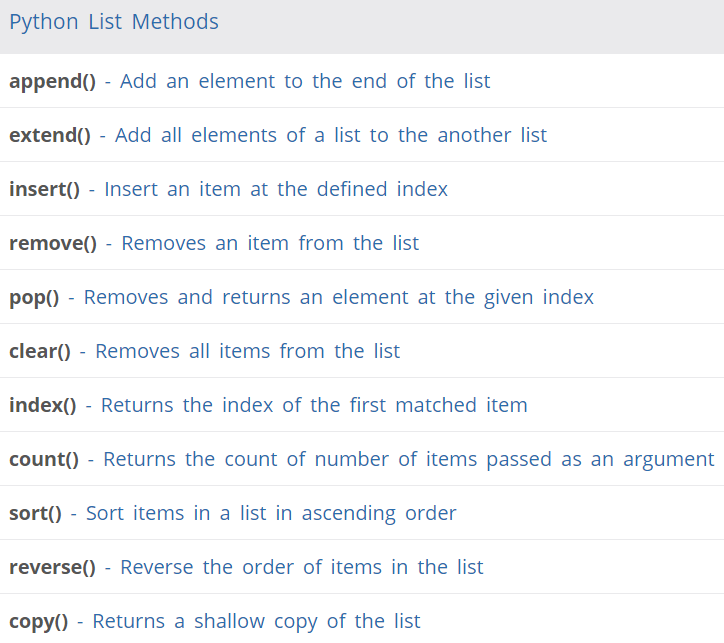 Python List Methods
append() - Add an element to the end of the list
extend() - Add all elements of a list to the another list
insert() - Insert an item at the defined index
remove() - Removes an item from the list
pop() - Removes and returns an element at the given index
clear() - Removes all items from the list
index() - Returns the index of the first matched item
count() - Returns the count of number of items passed as an argument
sort() - Sort items in a list in ascending order
reverse() - Reverse the order of items in the list
copy() - Returns a shallow copy of the list